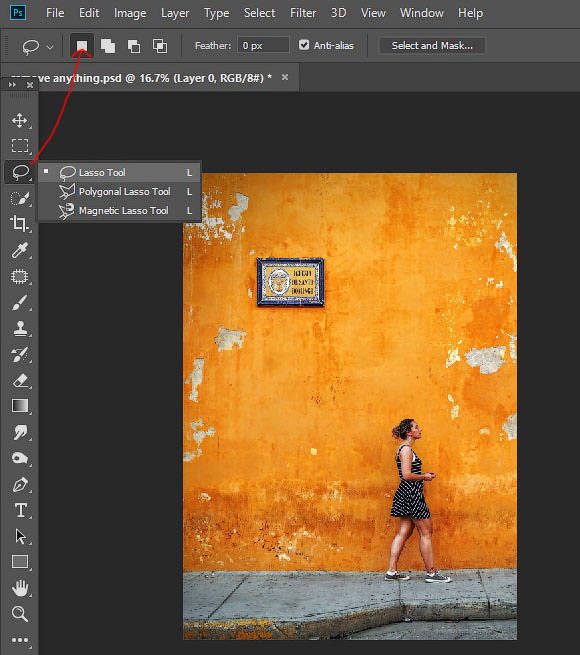 Ps File Edit Image Layer Type Select Filter 3D View Window Help
Feather: 0 px Anti-alias Select and Mask...
move anything.psd @ 16.7% (Layer 0, RGB/8#) * ×
Lasso Tool L
Polygonal Lasso Tool L
Magnetic Lasso Tool L